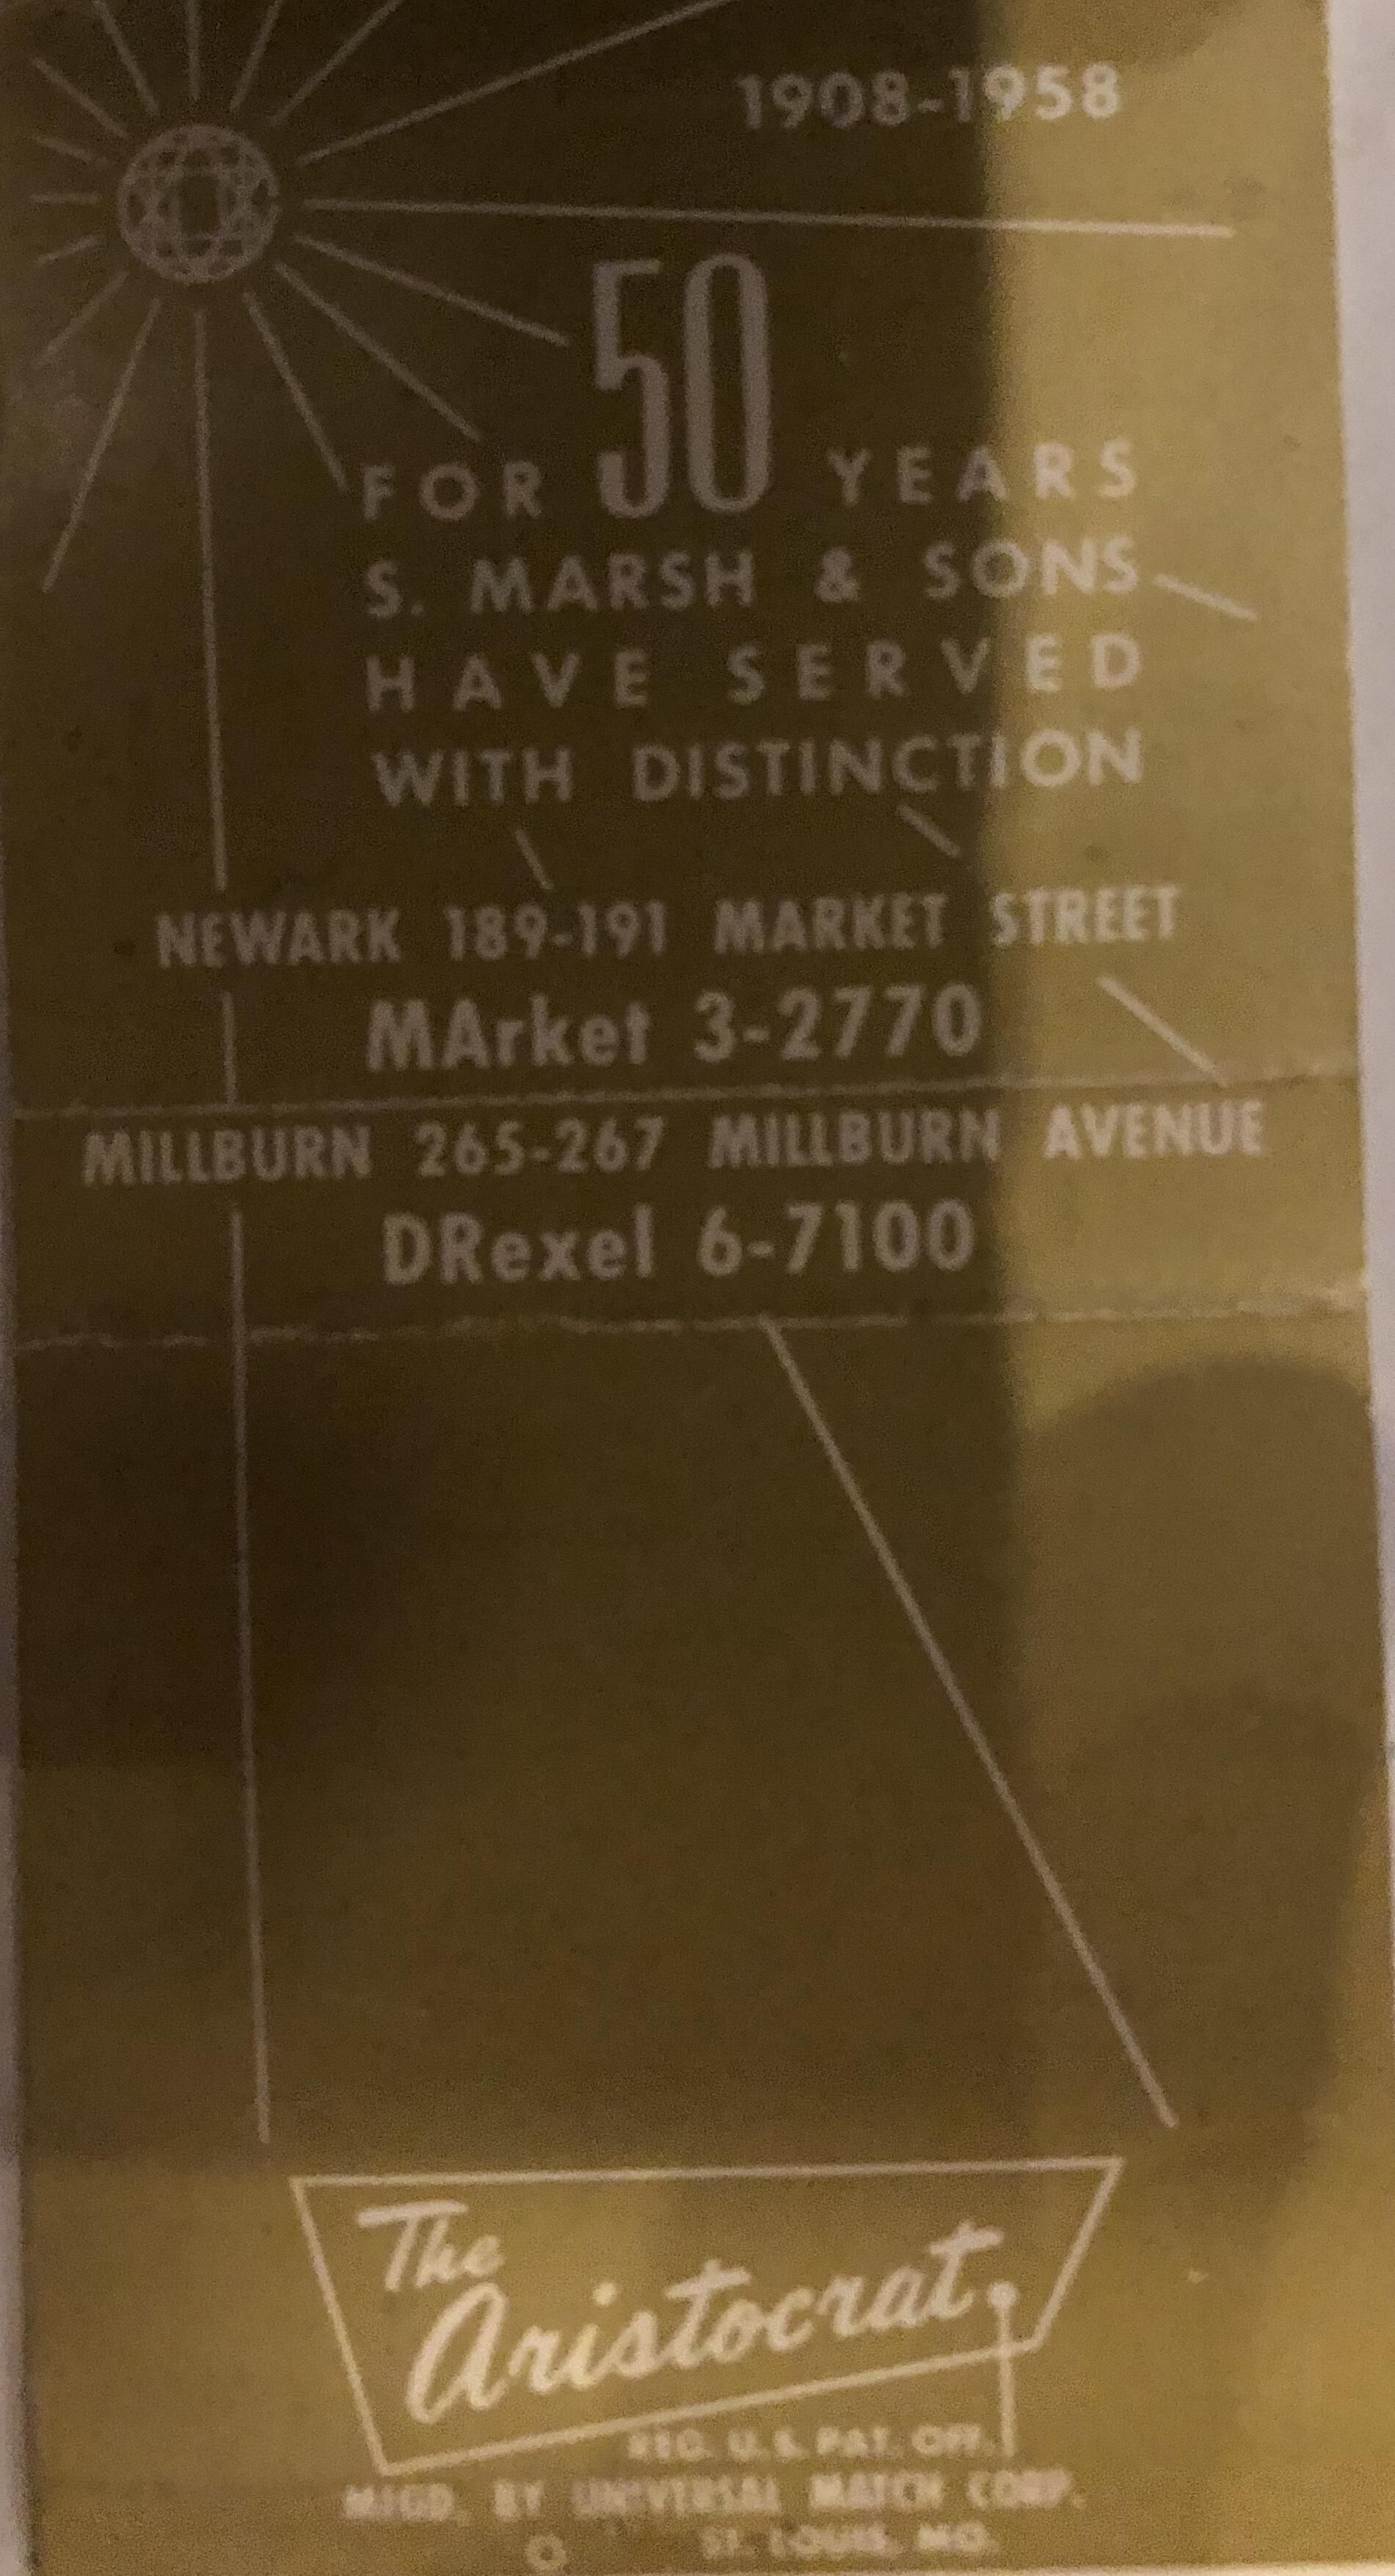 1908-1958
FOR 50 YEARS
S. MARSH & SONS
HAVE SERVED
WITH DISTINCTION
NEWARK 189-191 MARKET STREET
MArket 3-2770
MILLBURN 265-267 MILLBURN AVENUE
DRexel 6-7100
The
Aristocrat
REG. U.S. PAT. OFF.
MFGD. BY UNIVERSAL MATCH CORP.
ST. LOUIS, MO.